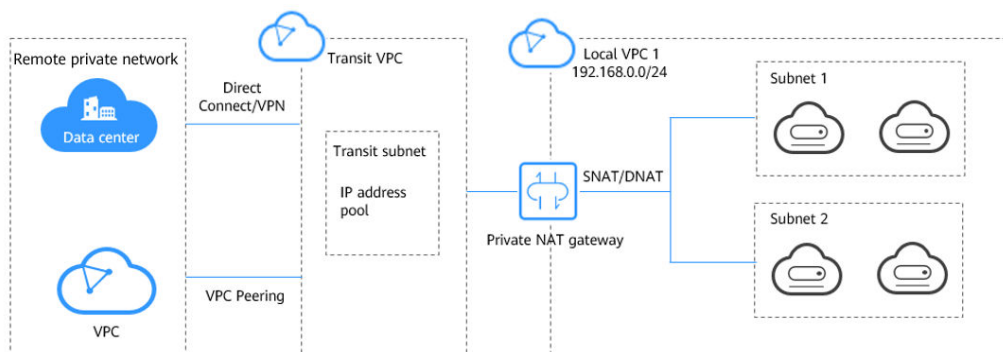 Remote private network
Data center
VPC
Direct
Connect/VPN
VPC Peering
Transit VPC
Transit subnet
IP address
pool
Private NAT gateway
SNAT/DNAT
Local VPC 1
192.168.0.0/24
Subnet 1
Subnet 2